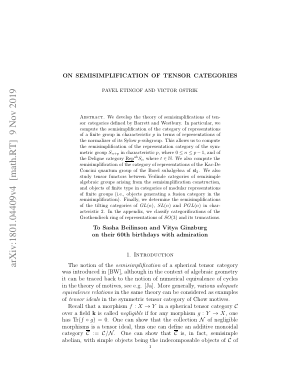 arXiv:1801.04409v4 [math.RT] 9 Nov 2019
ON SEMISIMPLIFICATION OF TENSOR CATEGORIES
PAVEL ETINGOF AND VICTOR OSTRIK
Abstract. We develop the theory of semisimplifications of ten-
sor categories defined by Barrett and Westbury. In particular, we
compute the semisimplification of the category of representations
of a finite group in characteristic p in terms of representations of
the normalizer of its Sylow p-subgroup. This allows us to compute
the semisimplification of the representation category of the sym-
metric group Sn+p in characteristic p, where 0 ≤ n ≤ p − 1, and of
the Deligne category Rep^ab St, where t ∈ N. We also compute the
semisimplification of the category of representations of the Kac-De
Concini quantum group of the Borel subalgebra of sl2. We also
study tensor functors between Verlinde categories of semisimple
algebraic groups arising from the semisimplification construction,
and objects of finite type in categories of modular representations
of finite groups (i.e., objects generating a fusion category in the
semisimplification). Finally, we determine the semisimplifications
of the tilting categories of GL(n), SL(n) and PGL(n) in char-
acteristic 2. In the appendix, we classify categorifications of the
Grothendieck ring of representations of SO(3) and its truncations.
To Sasha Beilinson and Vitya Ginzburg
on their 60th birthdays with admiration
1. Introduction
The notion of the semisimplification of a spherical tensor category
was introduced in [BW], although in the context of algebraic geometry
it can be traced back to the notion of numerical equivalence of cycles
in the theory of motives, see e.g. [Ja]. More generally, various adequate
equivalence relations in the same theory can be considered as examples
of tensor ideals in the symmetric tensor category of Chow motives.
Recall that a morphism f : X → Y in a spherical tensor category C
over a field k is called negligible if for any morphism g : Y → X, one
has Tr(f ∘ g) = 0. One can show that the collection N of negligible
morphisms is a tensor ideal, thus one can define an additive monoidal
category C̄ := C/N. One can show that C̄ is, in fact, semisimple
abelian, with simple objects being the indecomposable objects of C of
1